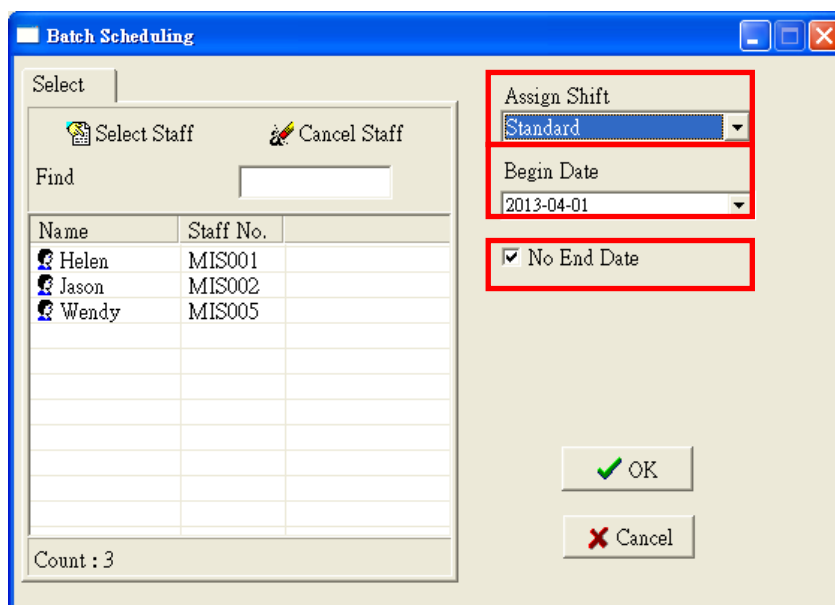 Batch Scheduling
Select
Select Staff Cancel Staff
Find
Name Staff No.
Helen MIS001
Jason MIS002
Wendy MIS005
Count : 3
Assign Shift
Standard
Begin Date
2013-04-01
No End Date
OK
Cancel